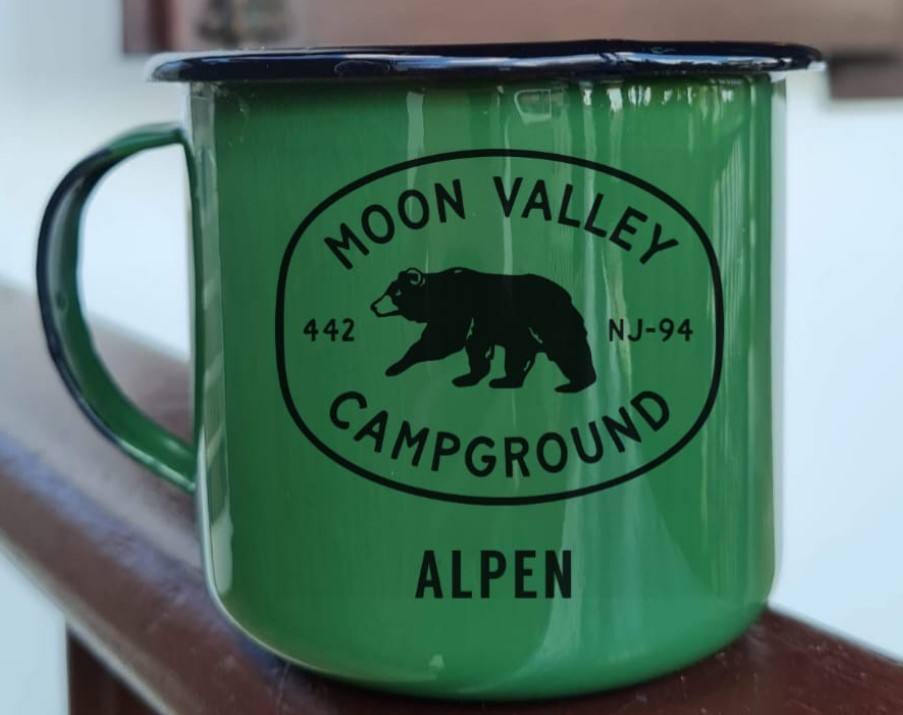 MOON VALLEY
442 NJ-94
CAMPGROUND
ALPEN